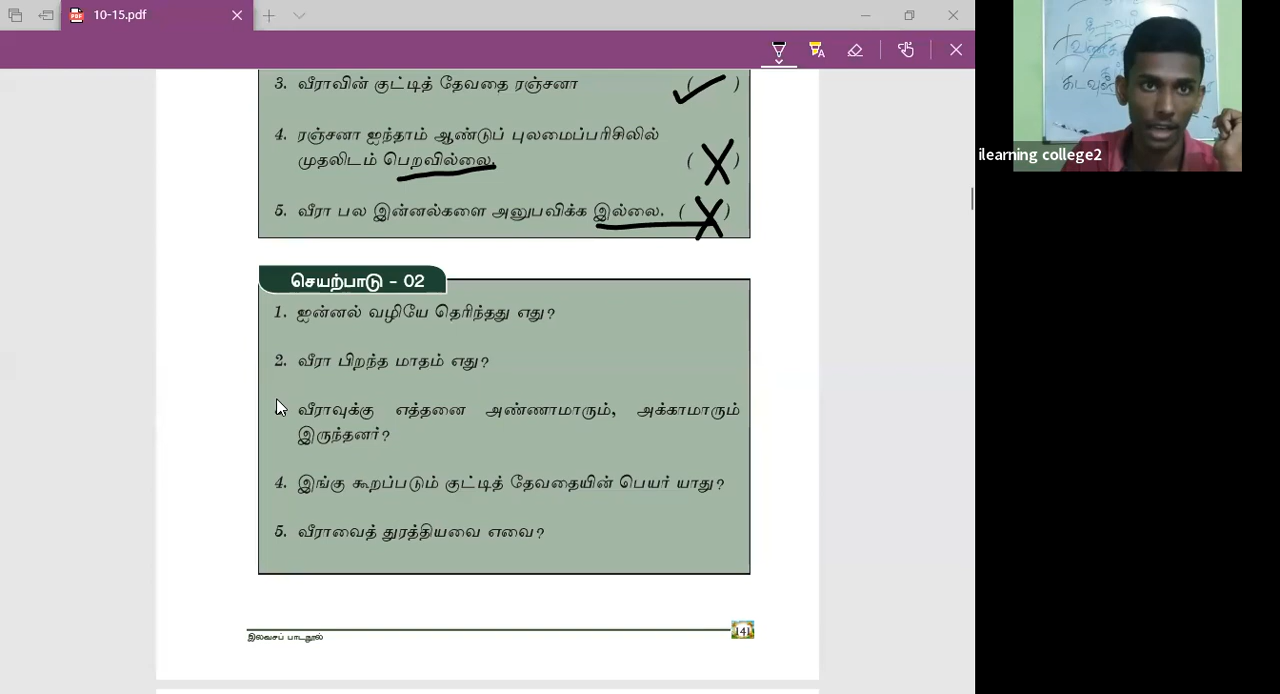 10-15.pdf
3. வீராவின் குட்டித் தேவதை ரஞ்சனா ( )
4. ரஞ்சனா ஐந்தாம் ஆண்டுப் புலமைப்பரிசிலில்
முதலிடம் பெறவில்லை. ( )
5. வீரா பல இன்னல்களை அனுபவிக்க இல்லை. ( )
செயற்பாடு - 02
1. ஜன்னல் வழியே தெரிந்தது எது?
2. வீரா பிறந்த மாதம் எது?
வீராவுக்கு எத்தனை அண்ணாமாரும், அக்காமாரும்
இருந்தனர்?
4. இங்கு கூறப்படும் குட்டித் தேவதையின் பெயர் யாது?
5. வீராவைத் துரத்தியவை எவை?
இலவசப் பாடநூல்
141
ilearning college2